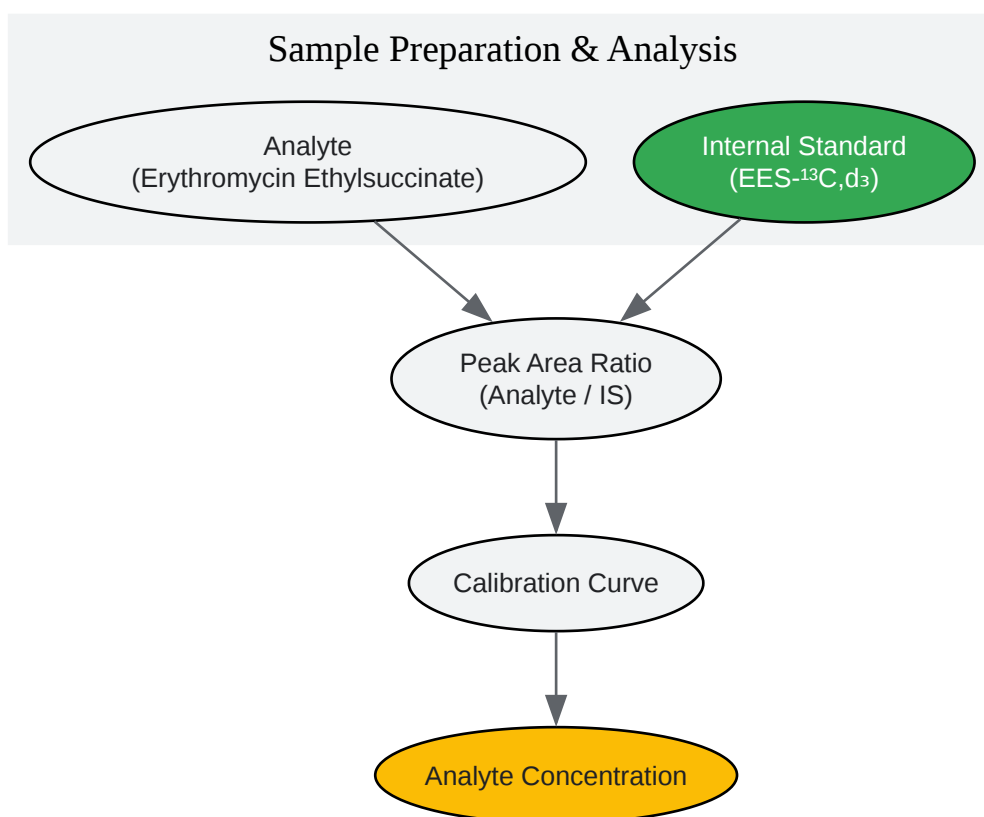 Sample Preparation & Analysis
Analyte
(Erythromycin Ethylsuccinate)
Internal Standard
(EES-¹³C,d₃)
Peak Area Ratio
(Analyte / IS)
Calibration Curve
Analyte Concentration